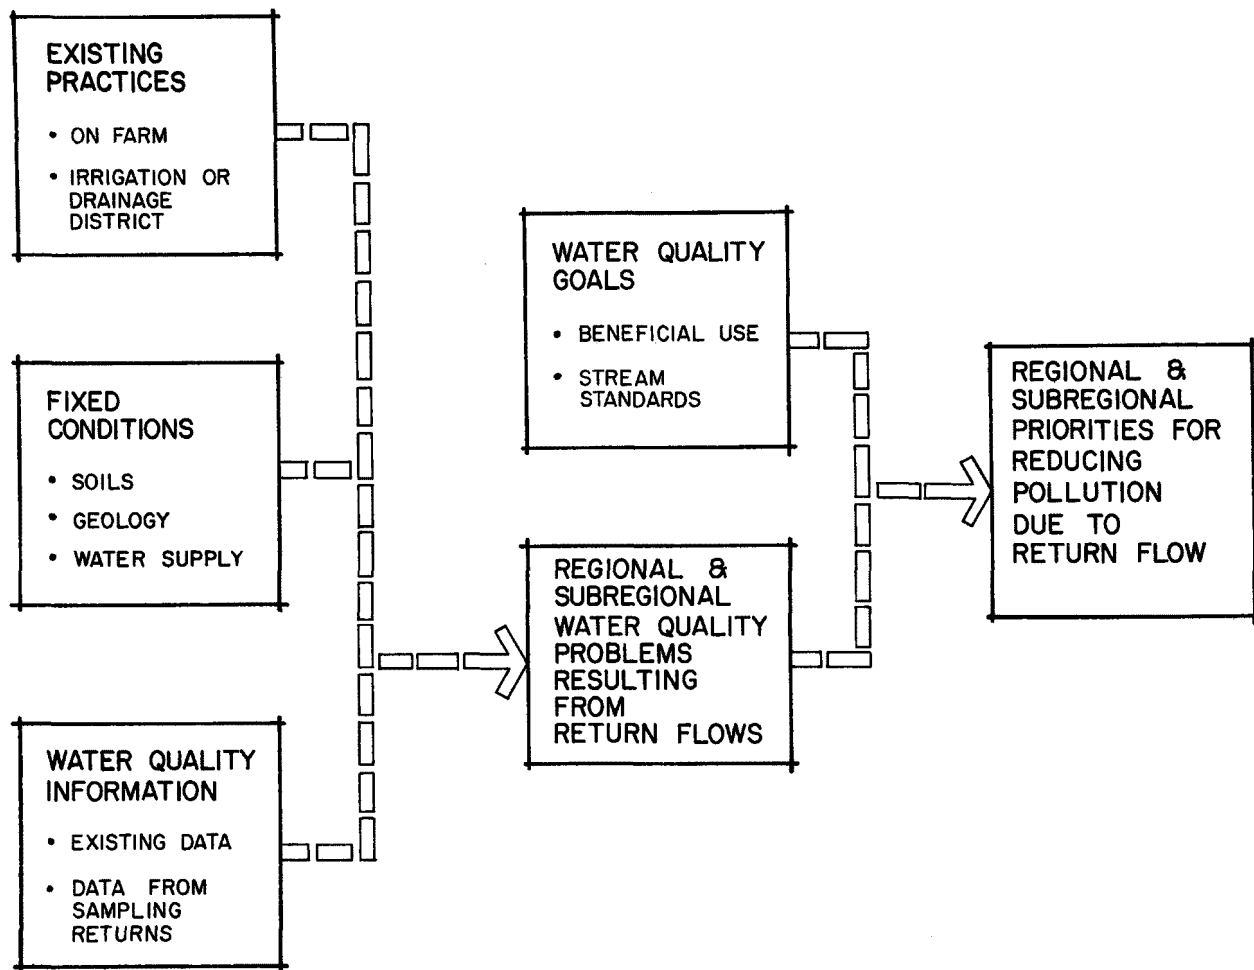 EXISTING
PRACTICES
• ON FARM
• IRRIGATION OR
DRAINAGE
DISTRICT
FIXED
CONDITIONS
• SOILS
• GEOLOGY
• WATER SUPPLY
WATER QUALITY
INFORMATION
• EXISTING DATA
• DATA FROM
SAMPLING
RETURNS
WATER QUALITY
GOALS
• BENEFICIAL USE
• STREAM
STANDARDS
REGIONAL &
SUBREGIONAL
WATER QUALITY
PROBLEMS
RESULTING
FROM
RETURN FLOWS
REGIONAL &
SUBREGIONAL
PRIORITIES FOR
REDUCING
POLLUTION
DUE TO
RETURN FLOW